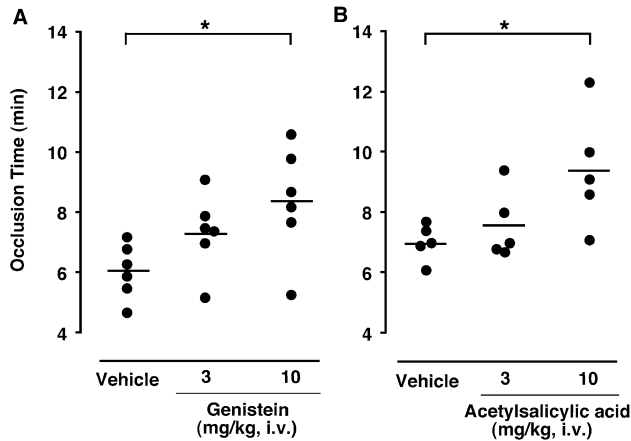 A
B
*
*
14
12
10
8
6
4
Occlusion Time (min)
14
12
10
8
6
4
Vehicle 3 10
Genistein
(mg/kg, i.v.)
Vehicle 3 10
Acetylsalicylic acid
(mg/kg, i.v.)